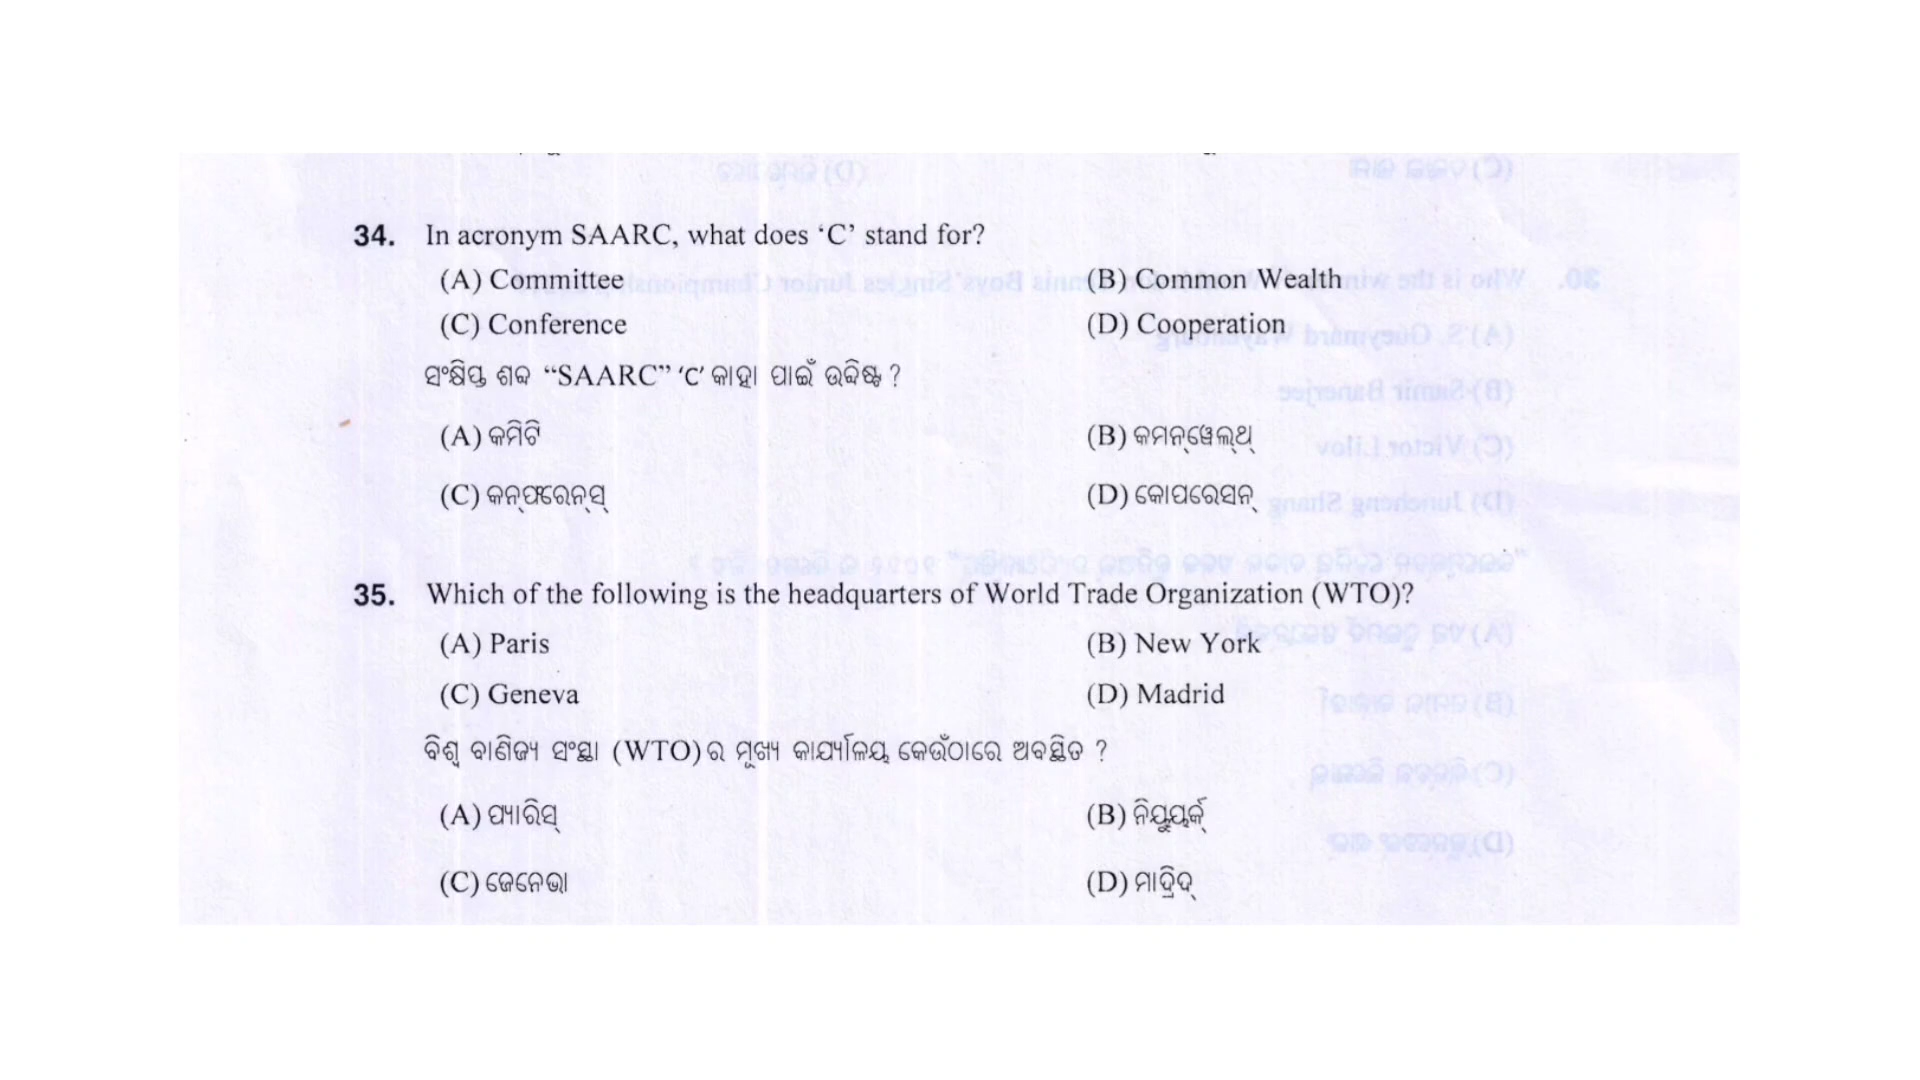 34. In acronym SAARC, what does ‘C’ stand for?
(A) Committee (B) Common Wealth
(C) Conference (D) Cooperation
ସଂକ୍ଷିପ୍ତ ଶବ୍ଦ “SAARC” ‘C’ କାହା ପାଇଁ ଉଦ୍ଦିଷ୍ଟ ?
(A) କମିଟି (B) କମନ୍‌ୱେଲ୍‌ଥ୍
(C) କନ୍‌ଫରେନ୍‌ସ୍ (D) କୋପରେସନ୍
35. Which of the following is the headquarters of World Trade Organization (WTO)?
(A) Paris (B) New York
(C) Geneva (D) Madrid
ବିଶ୍ୱ ବାଣିଜ୍ୟ ସଂସ୍ଥା (WTO) ର ମୂଖ୍ୟ କାର୍ଯ୍ୟାଳୟ କେଉଁଠାରେ ଅବସ୍ଥିତ ?
(A) ପ୍ୟାରିସ୍ (B) ନିୟୁୟର୍କ୍
(C) ଜେନେଭା (D) ମାଦ୍ରିଦ୍